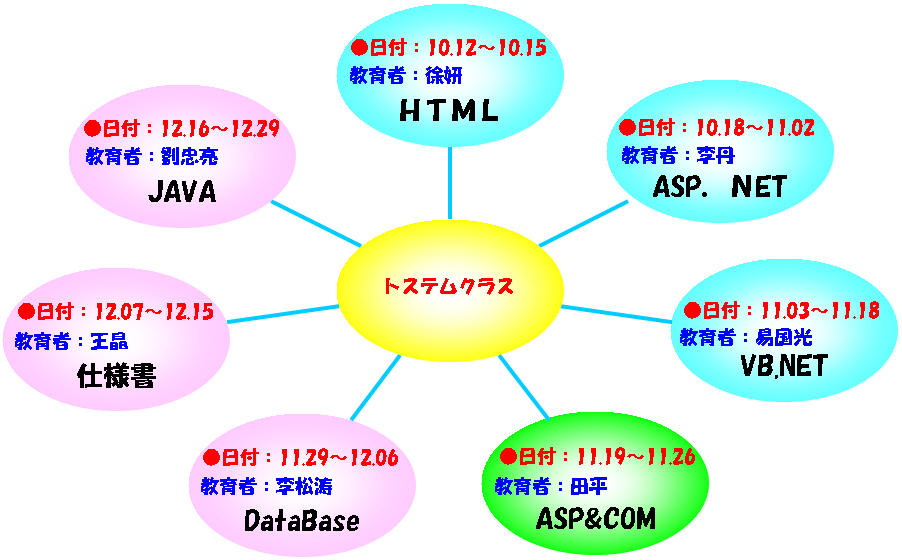 ●日付：10.12～10.15
教育者：徐妍
HTML
●日付：10.18～11.02
教育者：李丹
ASP. NET
●日付：11.03～11.18
教育者：易国光
VB.NET
●日付：11.19～11.26
教育者：田平
ASP&COM
●日付：11.29～12.06
教育者：李松涛
DataBase
●日付：12.07～12.15
教育者：王晶
仕様書
●日付：12.16～12.29
教育者：劉忠亮
JAVA
トステムクラス